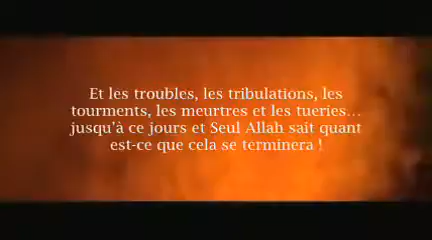 Et les troubles, les tribulations, les
tourments, les meurtres et les tueries…
jusqu'à ce jours et Seul Allah sait quant
est-ce que cela se terminera !